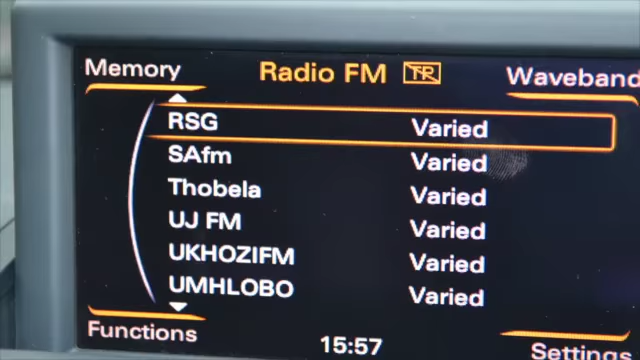 Memory Radio FM TR Waveband
RSG Varied
SAfm Varied
Thobela Varied
UJ FM Varied
UKHOZIFM Varied
UMHLOBO Varied
Functions 15:57 Settings